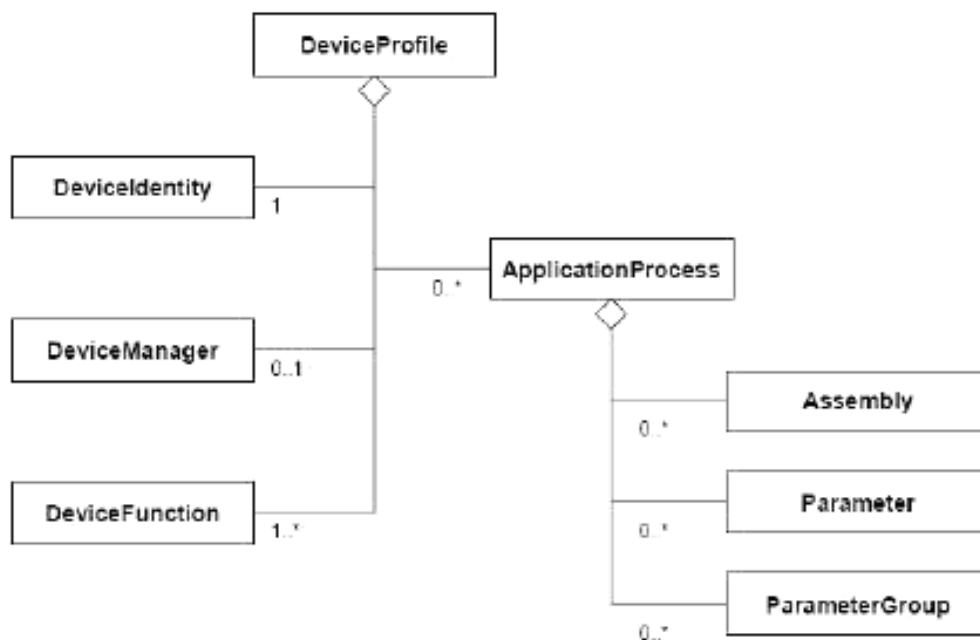 DeviceProfile
DeviceIdentity
1
ApplicationProcess
0..*
DeviceManager
0..1
Assembly
0..*
DeviceFunction
1..*
Parameter
0..*
ParameterGroup
0..*